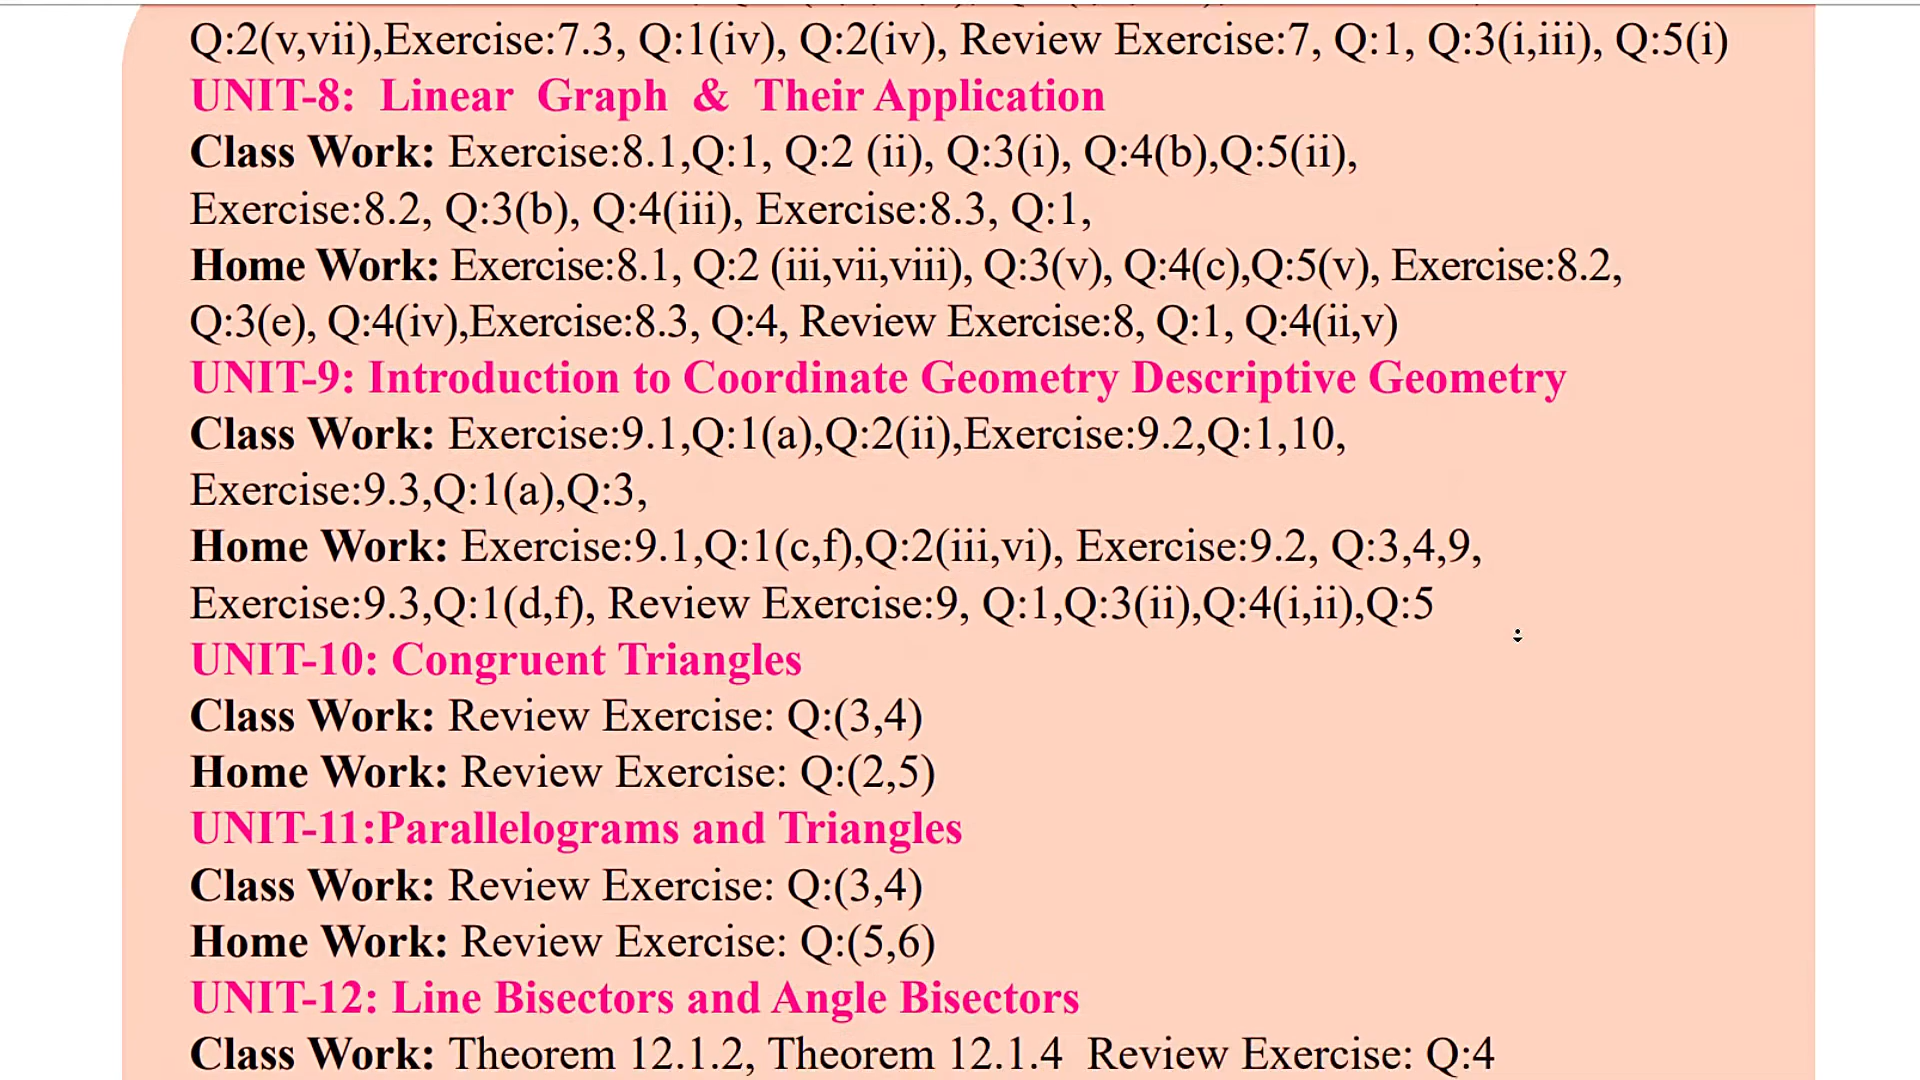 Q:2(v,vii),Exercise:7.3, Q:1(iv), Q:2(iv), Review Exercise:7, Q:1, Q:3(i,iii), Q:5(i)
UNIT-8: Linear Graph & Their Application
Class Work: Exercise:8.1,Q:1, Q:2 (ii), Q:3(i), Q:4(b),Q:5(ii),
Exercise:8.2, Q:3(b), Q:4(iii), Exercise:8.3, Q:1,
Home Work: Exercise:8.1, Q:2 (iii,vii,viii), Q:3(v), Q:4(c),Q:5(v), Exercise:8.2,
Q:3(e), Q:4(iv),Exercise:8.3, Q:4, Review Exercise:8, Q:1, Q:4(ii,v)
UNIT-9: Introduction to Coordinate Geometry Descriptive Geometry
Class Work: Exercise:9.1,Q:1(a),Q:2(ii),Exercise:9.2,Q:1,10,
Exercise:9.3,Q:1(a),Q:3,
Home Work: Exercise:9.1,Q:1(c,f),Q:2(iii,vi), Exercise:9.2, Q:3,4,9,
Exercise:9.3,Q:1(d,f), Review Exercise:9, Q:1,Q:3(ii),Q:4(i,ii),Q:5
UNIT-10: Congruent Triangles
Class Work: Review Exercise: Q:(3,4)
Home Work: Review Exercise: Q:(2,5)
UNIT-11:Parallelograms and Triangles
Class Work: Review Exercise: Q:(3,4)
Home Work: Review Exercise: Q:(5,6)
UNIT-12: Line Bisectors and Angle Bisectors
Class Work: Theorem 12.1.2, Theorem 12.1.4 Review Exercise: Q:4